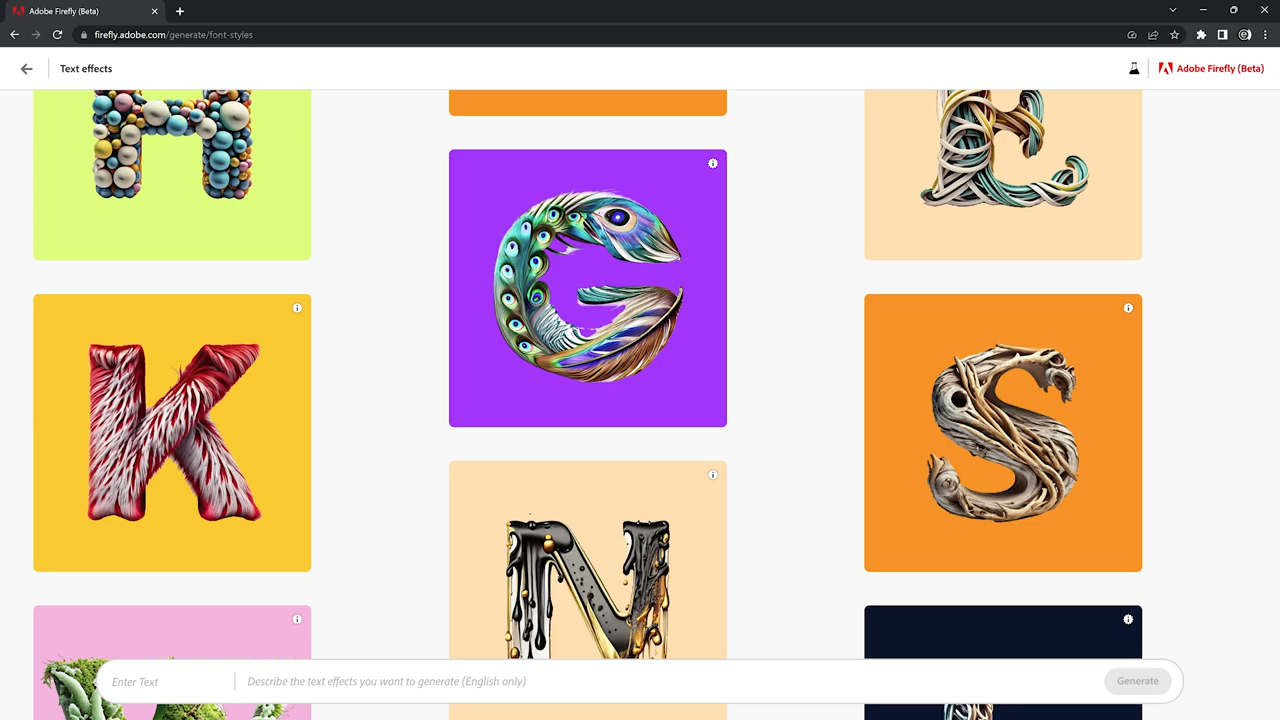 Adobe Firefly (Beta)
firefly.adobe.com/generate/font-styles
Text effects
Adobe Firefly (Beta)
H
E
G
K
S
N
Enter Text
Describe the text effects you want to generate (English only)
Generate